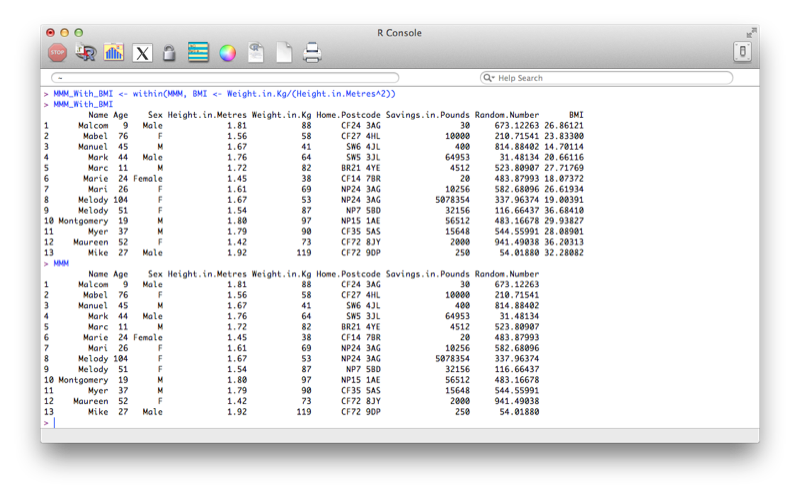 R Console
STOP
X
~
Help Search
> MMM_With_BMI <- within(MMM, BMI <- Weight.in.Kg/(Height.in.Metres^2))
> MMM_With_BMI
Name Age Sex Height.in.Metres Weight.in.Kg Home.Postcode Savings.in.Pounds Random.Number BMI
1 Malcom 9 Male 1.81 88 CF24 3AG 30 673.12263 26.86121
2 Mabel 76 F 1.56 58 CF27 4HL 10000 210.71541 23.83300
3 Manuel 45 M 1.67 41 SW6 4JL 400 814.88402 14.70114
4 Mark 44 Male 1.76 64 SW5 3JL 64953 31.48134 20.66116
5 Marc 11 M 1.72 82 BR21 4YE 4512 523.80907 27.71769
6 Marie 24 Female 1.45 38 CF14 7BR 20 483.87993 18.07372
7 Mari 26 F 1.61 69 NP24 3AG 10256 582.68096 26.61934
8 Melody 104 F 1.67 53 NP24 3AG 5078354 337.96374 19.00391
9 Melody 51 F 1.54 87 NP7 5BD 32156 116.66437 36.68410
10 Montgomery 19 M 1.80 97 NP15 1AE 56512 483.16678 29.93827
11 Myer 37 M 1.79 90 CF35 5AS 15648 544.55991 28.08901
12 Maureen 52 F 1.42 73 CF72 8JY 2000 941.49038 36.20313
13 Mike 27 Male 1.92 119 CF72 9DP 250 54.01880 32.28082
> MMM
Name Age Sex Height.in.Metres Weight.in.Kg Home.Postcode Savings.in.Pounds Random.Number
1 Malcom 9 Male 1.81 88 CF24 3AG 30 673.12263
2 Mabel 76 F 1.56 58 CF27 4HL 10000 210.71541
3 Manuel 45 M 1.67 41 SW6 4JL 400 814.88402
4 Mark 44 Male 1.76 64 SW5 3JL 64953 31.48134
5 Marc 11 M 1.72 82 BR21 4YE 4512 523.80907
6 Marie 24 Female 1.45 38 CF14 7BR 20 483.87993
7 Mari 26 F 1.61 69 NP24 3AG 10256 582.68096
8 Melody 104 F 1.67 53 NP24 3AG 5078354 337.96374
9 Melody 51 F 1.54 87 NP7 5BD 32156 116.66437
10 Montgomery 19 M 1.80 97 NP15 1AE 56512 483.16678
11 Myer 37 M 1.79 90 CF35 5AS 15648 544.55991
12 Maureen 52 F 1.42 73 CF72 8JY 2000 941.49038
13 Mike 27 Male 1.92 119 CF72 9DP 250 54.01880
>